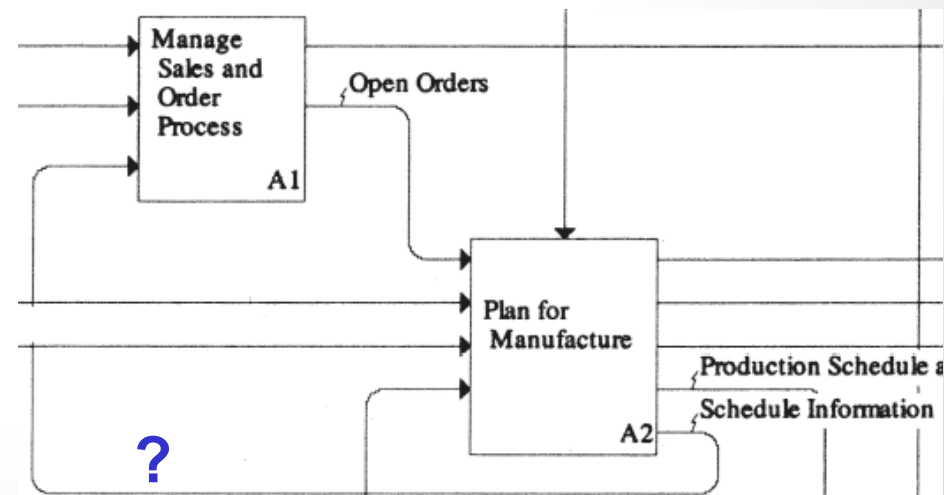 Manage
Sales and
Order
Process
A1
Open Orders
Plan for
Manufacture
A2
Production Schedule a
Schedule Information
?